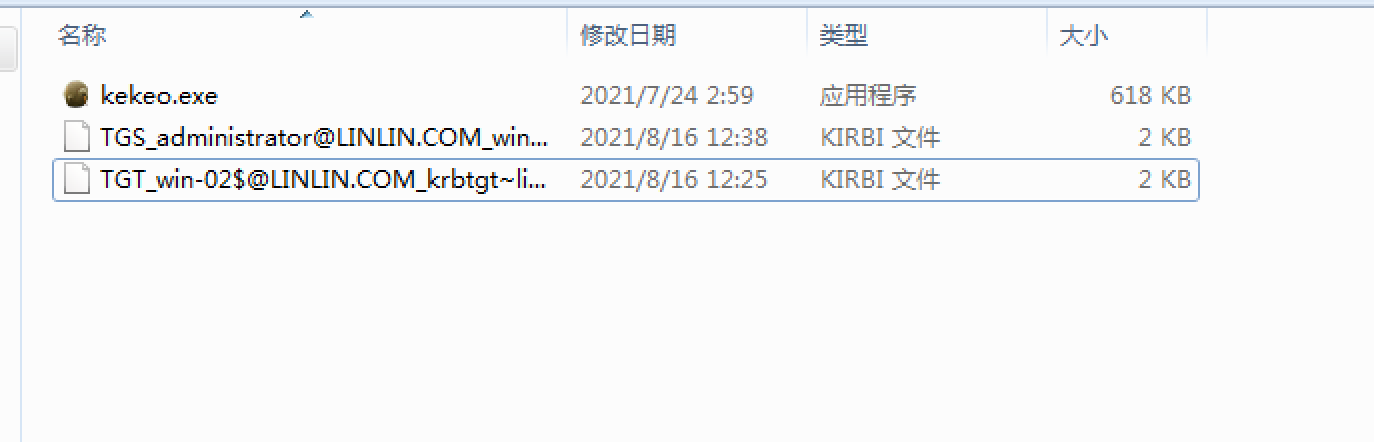 名称 修改日期 类型 大小
kekeo.exe 2021/7/24 2:59 应用程序 618 KB
TGS_administrator@LINLIN.COM_win... 2021/8/16 12:38 KIRBI 文件 2 KB
TGT_win-02$@LINLIN.COM_krbtgt~li... 2021/8/16 12:25 KIRBI 文件 2 KB